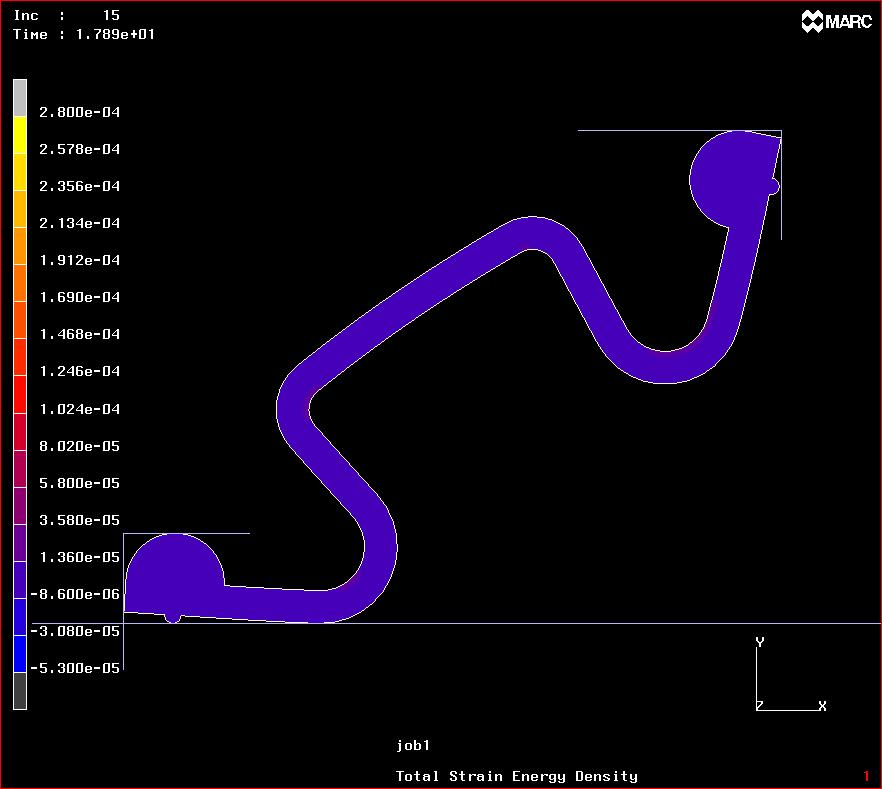 Inc  :     15
Time : 1.789e+01
MARC
2.800e-04
2.578e-04
2.356e-04
2.134e-04
1.912e-04
1.690e-04
1.468e-04
1.246e-04
1.024e-04
8.020e-05
5.800e-05
3.580e-05
1.360e-05
-8.600e-06
-3.080e-05
-5.300e-05
Y
Z X
job1
Total Strain Energy Density
1